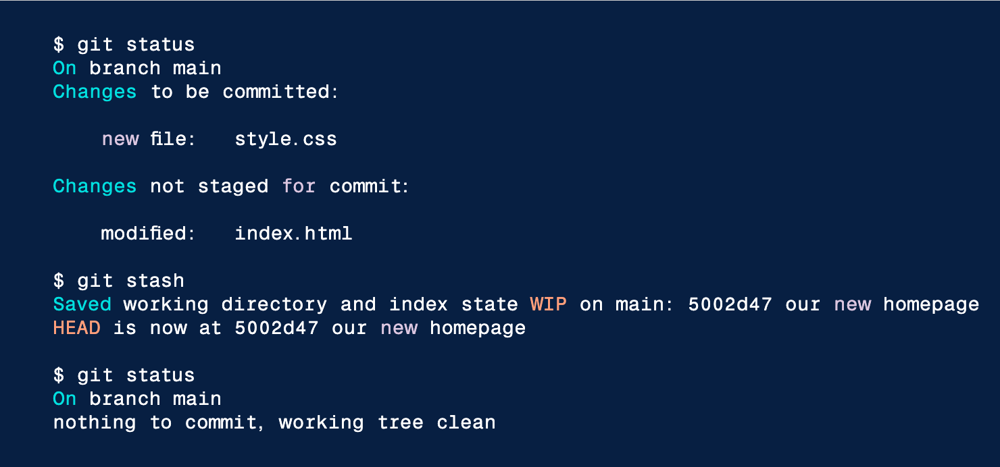 $ git status
On branch main
Changes to be committed:
new file:   style.css
Changes not staged for commit:
modified:   index.html
$ git stash
Saved working directory and index state WIP on main: 5002d47 our new homepage
HEAD is now at 5002d47 our new homepage
$ git status
On branch main
nothing to commit, working tree clean